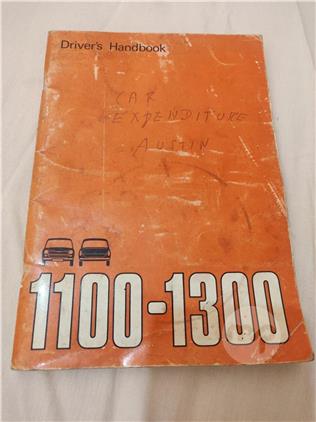 Driver's Handbook
CAR
EXPENDITURE
AUSTIN
1100-1300